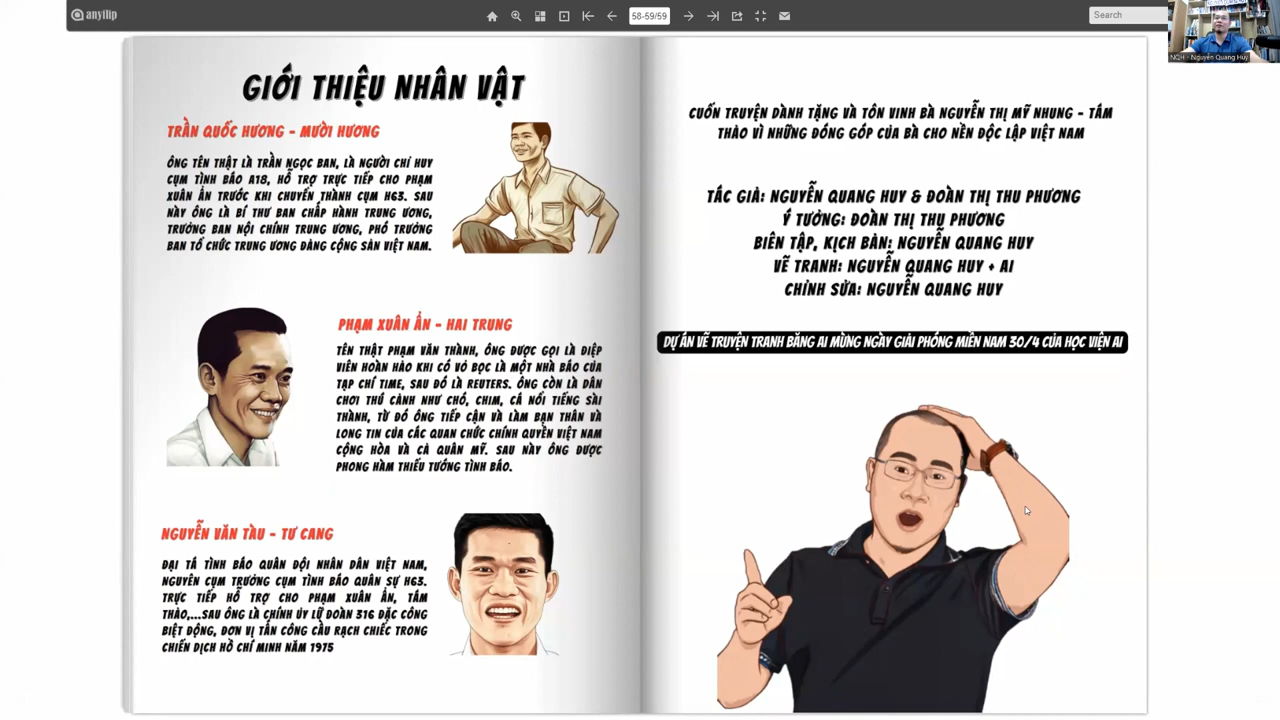 anyflip
58-59/59
Search
NQH - Nguyễn Quang Huy
GIỚI THIỆU NHÂN VẬT
TRẦN QUỐC HƯƠNG - MƯỜI HƯƠNG
ÔNG TÊN THẬT LÀ TRẦN NGỌC BAN, LÀ NGƯỜI CHỈ HUY
CỤM TÌNH BÁO A18, HỖ TRỢ TRỰC TIẾP CHO PHẠM
XUÂN ẨN TRƯỚC KHI CHUYỂN THÀNH CỤM H63. SAU
NÀY ÔNG LÀ BÍ THƯ BAN CHẤP HÀNH TRUNG ƯƠNG,
TRƯỞNG BAN NỘI CHÍNH TRUNG ƯƠNG, PHÓ TRƯỞNG
BAN TỔ CHỨC TRUNG ƯƠNG ĐẢNG CỘNG SẢN VIỆT NAM.
PHẠM XUÂN ẨN - HAI TRUNG
TÊN THẬT PHẠM VĂN THÀNH, ÔNG ĐƯỢC GỌI LÀ ĐIỆP
VIÊN HOÀN HẢO KHI CÓ VỎ BỌC LÀ MỘT NHÀ BÁO CỦA
TẠP CHÍ TIME, SAU ĐÓ LÀ REUTERS. ÔNG CÒN LÀ DÂN
CHƠI THÚ CẢNH NHƯ CHÓ, CHIM, CÁ NỔI TIẾNG SÀI
THÀNH, TỪ ĐÓ ÔNG TIẾP CẬN VÀ LÀM BẠN THÂN VÀ
LONG TIN CỦA CÁC QUAN CHỨC CHÍNH QUYỀN VIỆT NAM
CỘNG HÒA VÀ CẢ QUÂN MỸ. SAU NÀY ÔNG ĐƯỢC
PHONG HÀM THIẾU TƯỚNG TÌNH BÁO.
NGUYỄN VĂN TÀU - TƯ CANG
ĐẠI TÁ TÌNH BÁO QUÂN ĐỘI NHÂN DÂN VIỆT NAM,
NGUYÊN CỤM TRƯỞNG CỤM TÌNH BÁO QUÂN SỰ H63.
TRỰC TIẾP HỖ TRỢ CHO PHẠM XUÂN ẨN, TÁM
THẢO,...SAU ÔNG LÀ CHÍNH ỦY LỮ ĐOÀN 316 ĐẶC CÔNG
BIỆT ĐỘNG, ĐƠN VỊ TẤN CÔNG CẦU RẠCH CHIẾC TRONG
CHIẾN DỊCH HỒ CHÍ MINH NĂM 1975
CUỐN TRUYỆN DÀNH TẶNG VÀ TÔN VINH BÀ NGUYỄN THỊ MỸ NHUNG - TÁM
THẢO VÌ NHỮNG ĐÓNG GÓP CỦA BÀ CHO NỀN ĐỘC LẬP VIỆT NAM
TÁC GIẢ: NGUYỄN QUANG HUY & ĐOÀN THỊ THU PHƯƠNG
Ý TƯỞNG: ĐOÀN THỊ THU PHƯƠNG
BIÊN TẬP, KỊCH BẢN: NGUYỄN QUANG HUY
VẼ TRANH: NGUYỄN QUANG HUY + AI
CHỈNH SỬA: NGUYỄN QUANG HUY
DỰ ÁN VẼ TRUYỆN TRANH BẰNG AI MỪNG NGÀY GIẢI PHÓNG MIỀN NAM 30/4 CỦA HỌC VIỆN AI